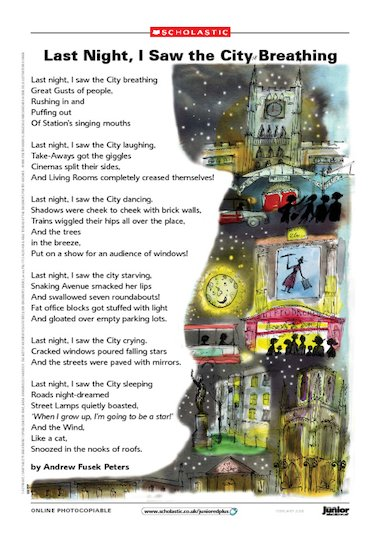 SCHOLASTIC
Last Night, I Saw the City Breathing
Last night, I saw the City breathing
Great Gusts of people,
Rushing in and
Puffing out
Of Station's singing mouths
Last night, I saw the City laughing.
Take-Aways got the giggles
Cinemas split their sides,
And Living Rooms completely creased themselves!
Last night, I saw the City dancing.
Shadows were cheek to cheek with brick walls,
Trains wiggled their hips all over the place,
And the trees
in the breeze,
Put on a show for an audience of windows!
Last night, I saw the city starving,
Snaking Avenue smacked her lips
And swallowed seven roundabouts!
Fat office blocks got stuffed with light
And gloated over empty parking lots.
Last night, I saw the City crying.
Cracked windows poured falling stars
And the streets were paved with mirrors.
Last night, I saw the City sleeping
Roads night-dreamed
Street Lamps quietly boasted,
'When I grow up, I'm going to be a star!'
And the Wind,
Like a cat,
Snoozed in the nooks of roofs.
by Andrew Fusek Peters
ONLINE PHOTOCOPIABLE
www.scholastic.co.uk/junioredplus
Junior